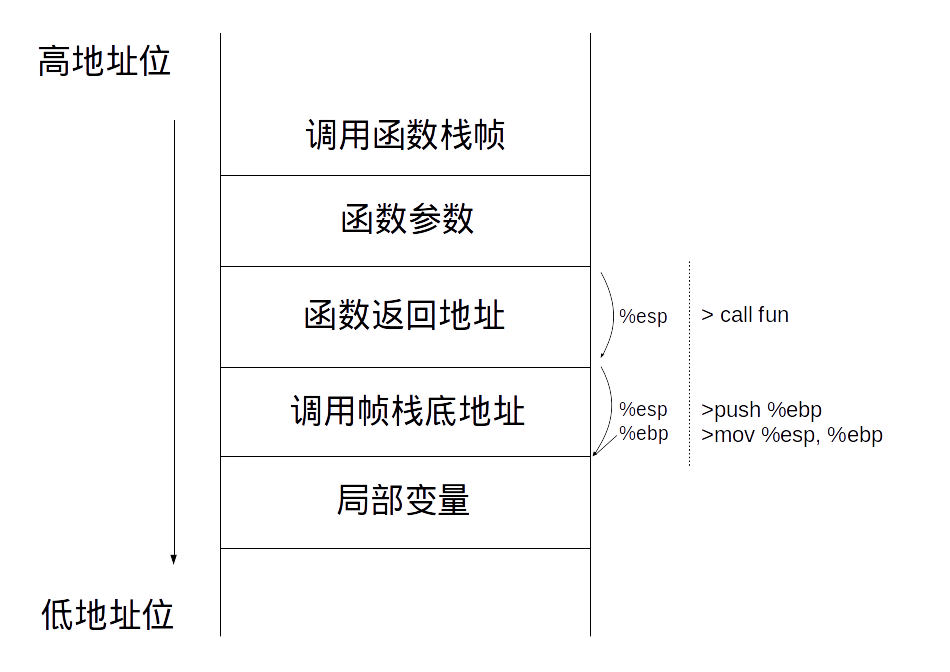 高地址位
调用函数栈帧
函数参数
函数返回地址
%esp
> call fun
调用帧栈底地址
%esp
>push %ebp
%ebp
>mov %esp, %ebp
局部变量
低地址位